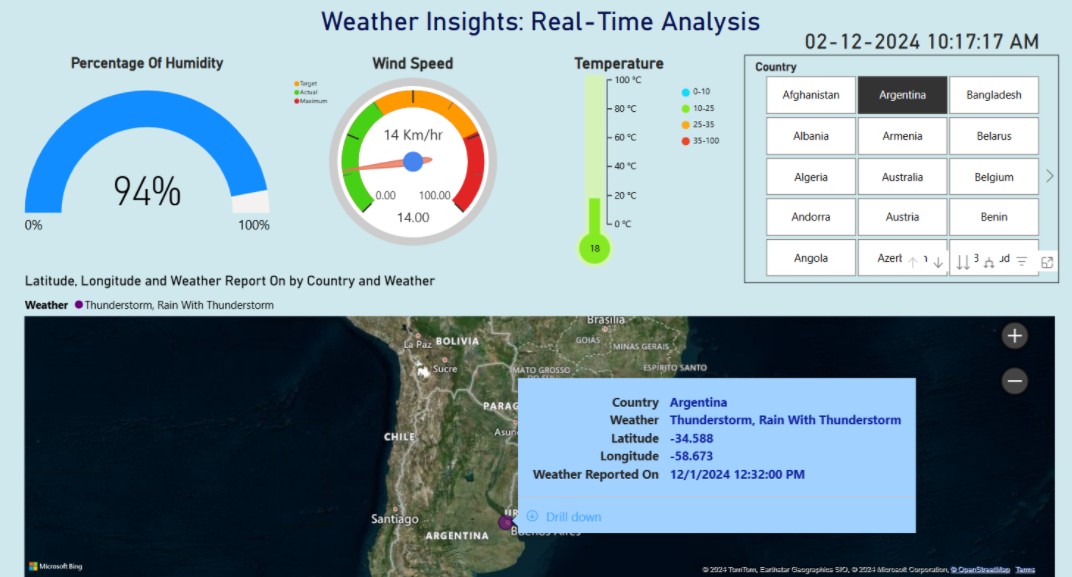 Weather Insights: Real-Time Analysis
02-12-2024 10:17:17 AM
Percentage Of Humidity
94%
0%
100%
Wind Speed
Target
Actual
Maximum
14 Km/hr
0.00
100.00
14.00
Temperature
100 °C
80 °C
60 °C
40 °C
20 °C
0 °C
18
0-10
10-25
25-35
35-100
Country
Afghanistan
Argentina
Bangladesh
Albania
Armenia
Belarus
Algeria
Australia
Belgium
Andorra
Austria
Benin
Angola
Latitude, Longitude and Weather Report On by Country and Weather
Weather Thunderstorm, Rain With Thunderstorm
Brasília
La Paz
BOLIVIA
GOIÁS
MINAS GERAIS
Sucre
MATO GROSSO
ESPÍRITO SANTO
CHILE
Santiago
ARGENTINA
Buenos Aires
Country Argentina
Weather Thunderstorm, Rain With Thunderstorm
Latitude -34.588
Longitude -58.673
Weather Reported On 12/1/2024 12:32:00 PM
Drill down
Microsoft Bing
© 2024 TomTom, Earthstar Geographics SIO, © 2024 Microsoft Corporation, © OpenStreetMap Terms